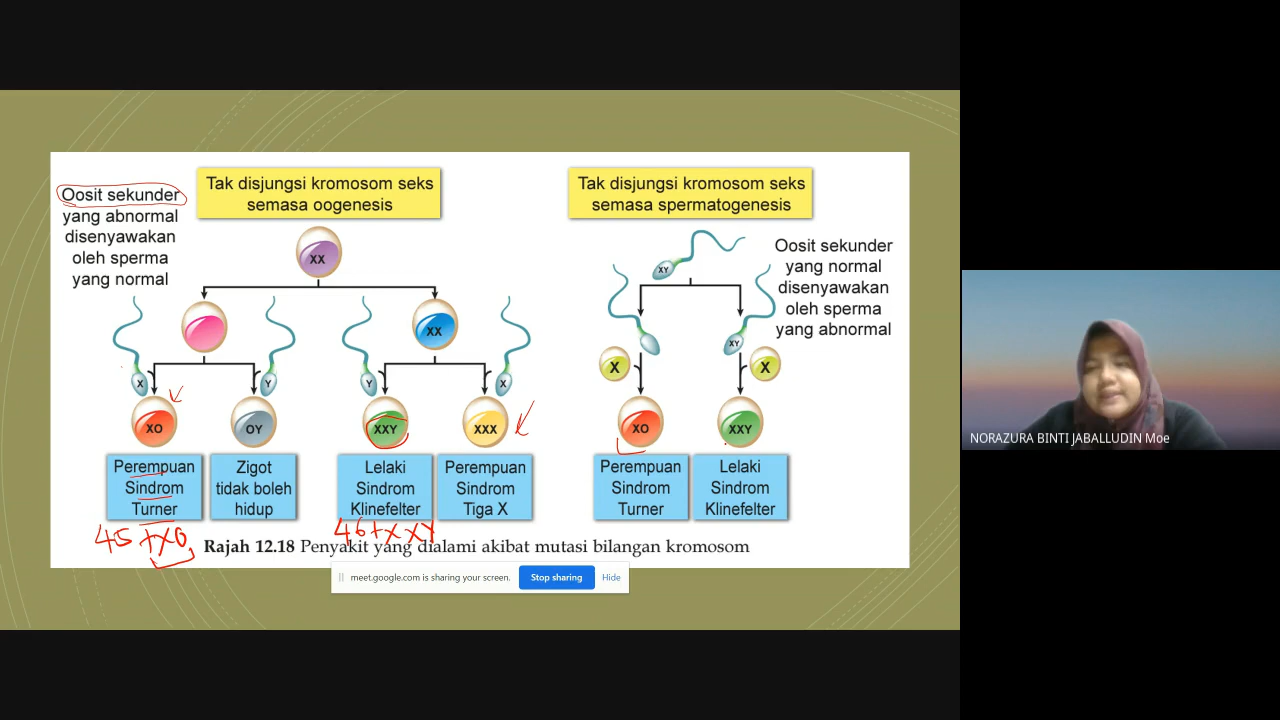 Oosit sekunder
yang abnormal
disenyawakan
oleh sperma
yang normal
Tak disjungsi kromosom seks
semasa oogenesis
XX
XX
X
Y
Y
X
XO
OY
XXY
XXX
Perempuan
Sindrom
Turner
Zigot
tidak boleh
hidup
Lelaki
Sindrom
Klinefelter
Perempuan
Sindrom
Tiga X
45 +XO
46+XXY
Tak disjungsi kromosom seks
semasa spermatogenesis
XY
Oosit sekunder
yang normal
disenyawakan
oleh sperma
yang abnormal
XY
X
X
XO
XXY
Perempuan
Sindrom
Turner
Lelaki
Sindrom
Klinefelter
Rajah 12.18 Penyakit yang dialami akibat mutasi bilangan kromosom
meet.google.com is sharing your screen.
Stop sharing
Hide
NORAZURA BINTI JABALLUDIN Moe